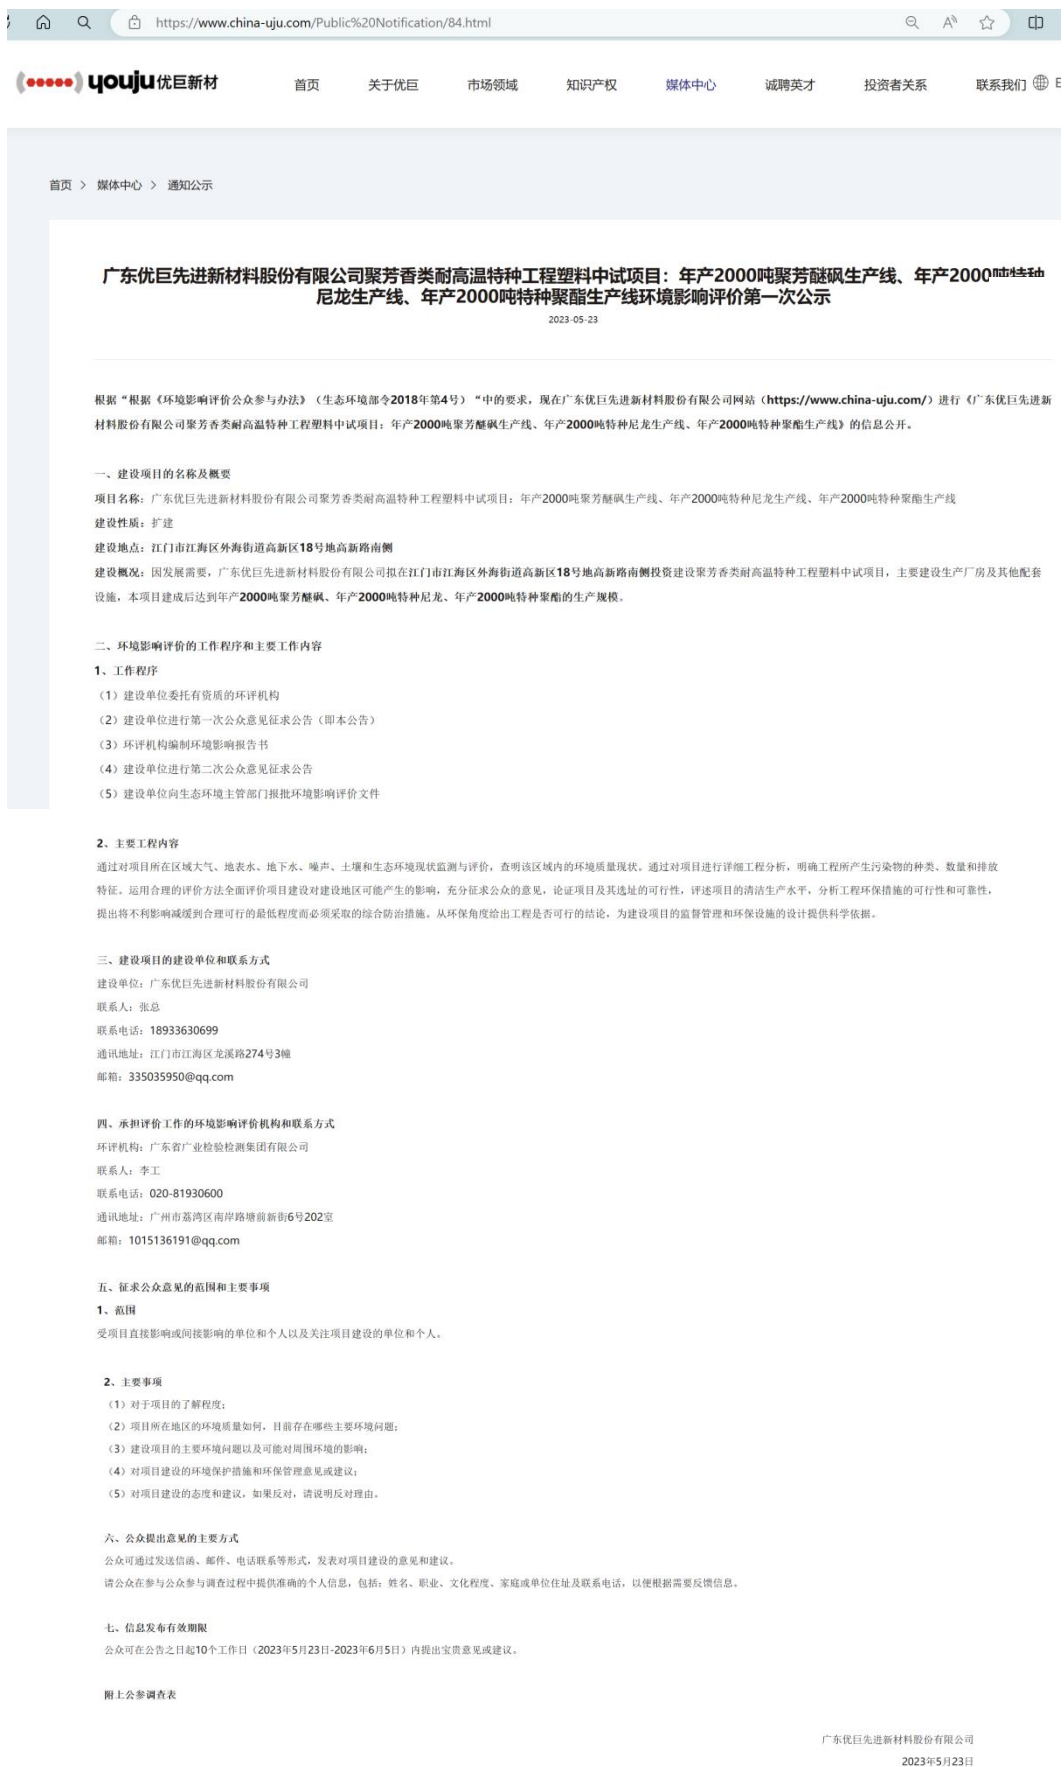 https://www.china-uju.com/Public%20Notification/84.html
youju优巨新材 首页 关于优巨 市场领域 知识产权 媒体中心 诚聘英才 投资者关系 联系我们 E
首页 > 媒体中心 > 通知公示
广东优巨先进新材料股份有限公司聚芳香类耐高温特种工程塑料中试项目：年产2000吨聚芳醚砜生产线、年产2000吨特种
尼龙生产线、年产2000吨特种聚酯生产线环境影响评价第一次公示
2023-05-23
根据“根据《环境影响评价公众参与办法》（生态环境部令2018年第4号）“中的要求，现在广东优巨先进新材料股份有限公司网站（https://www.china-uju.com/）进行《广东优巨先进新
材料股份有限公司聚芳香类耐高温特种工程塑料中试项目：年产2000吨聚芳醚砜生产线、年产2000吨特种尼龙生产线、年产2000吨特种聚酯生产线》的信息公开。
一、建设项目的名称及概要
项目名称：广东优巨先进新材料股份有限公司聚芳香类耐高温特种工程塑料中试项目：年产2000吨聚芳醚砜生产线、年产2000吨特种尼龙生产线、年产2000吨特种聚酯生产线
建设性质：扩建
建设地点：江门市江海区外海街道高新区18号地高新路南侧
建设概况：因发展需要，广东优巨先进新材料股份有限公司拟在江门市江海区外海街道高新区18号地高新路南侧投资建设聚芳香类耐高温特种工程塑料中试项目，主要建设生产厂房及其他配套
设施，本项目建成后达到年产2000吨聚芳醚砜、年产2000吨特种尼龙、年产2000吨特种聚酯的生产规模。
二、环境影响评价的工作程序和主要工作内容
1、工作程序
（1）建设单位委托有资质的环评机构
（2）建设单位进行第一次公众意见征求公告（即本公告）
（3）环评机构编制环境影响报告书
（4）建设单位进行第二次公众意见征求公告
（5）建设单位向生态环境主管部门报批环境影响评价文件
2、主要工程内容
通过对项目所在区域大气、地表水、地下水、噪声、土壤和生态环境现状监测与评价，查明该区域内的环境质量现状。通过对项目进行详细工程分析，明确工程所产生污染物的种类、数量和排放
特征。运用合理的评价方法全面评价项目建设对建设地区可能产生的影响，充分征求公众的意见，论证项目及其选址的可行性，评述项目的清洁生产水平，分析工程环保措施的可行性和可靠性，
提出将不利影响减缓到合理可行的最低程度而必须采取的综合防治措施。从环保角度给出工程是否可行的结论，为建设项目的监督管理和环保设施的设计提供科学依据。
三、建设项目的建设单位和联系方式
建设单位：广东优巨先进新材料股份有限公司
联系人：张总
联系电话：18933630699
通讯地址：江门市江海区龙溪路274号3幢
邮箱：335035950@qq.com
四、承担评价工作的环境影响评价机构和联系方式
环评机构：广东省广业检验检测集团有限公司
联系人：李工
联系电话：020-81930600
通讯地址：广州市荔湾区南岸路塘前新街6号202室
邮箱：1015136191@qq.com
五、征求公众意见的范围和主要事项
1、范围
受项目直接影响或间接影响的单位和个人以及关注项目建设的单位和个人。
2、主要事项
（1）对于项目的了解程度；
（2）项目所在地区的环境质量如何，目前存在哪些主要环境问题；
（3）建设项目的主要环境问题以及可能对周围环境的影响；
（4）对项目建设的环境保护措施和环保管理意见或建议；
（5）对项目建设的态度和建议，如果反对，请说明反对理由。
六、公众提出意见的主要方式
公众可通过发送信函、邮件、电话联系等形式，发表对项目建设的意见和建议。
请公众在参与公众参与调查过程中提供准确的个人信息，包括：姓名、职业、文化程度、家庭或单位住址及联系电话，以便根据需要反馈信息。
七、信息发布有效期限
公众可在公告之日起10个工作日（2023年5月23日-2023年6月5日）内提出宝贵意见或建议。
附上公参调查表
广东优巨先进新材料股份有限公司
2023年5月23日